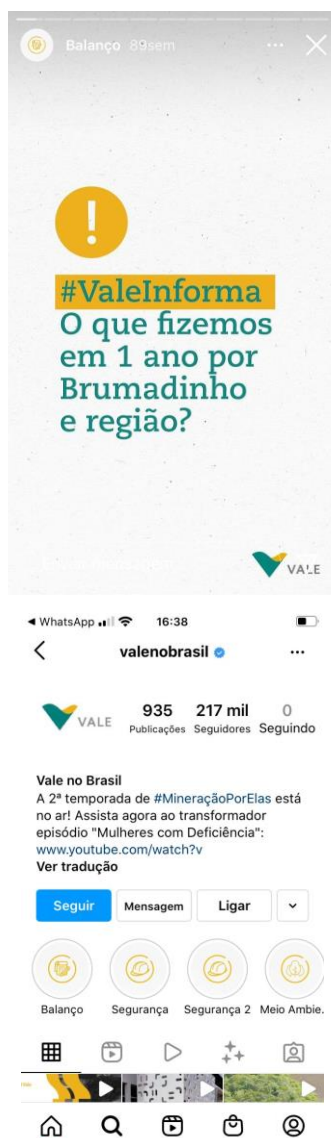 Balanço 89sem
#ValeInforma
O que fizemos
em 1 ano por
Brumadinho
e região?
VALE
WhatsApp 16:38
valenobrasil
VALE
935 217 mil 0
Publicações Seguidores Seguindo
Vale no Brasil
A 2ª temporada de #MineraçãoPorElas está
no ar! Assista agora ao transformador
episódio "Mulheres com Deficiência":
www.youtube.com/watch?v
Ver tradução
Seguir Mensagem Ligar
Balanço Segurança Segurança 2 Meio Ambie.